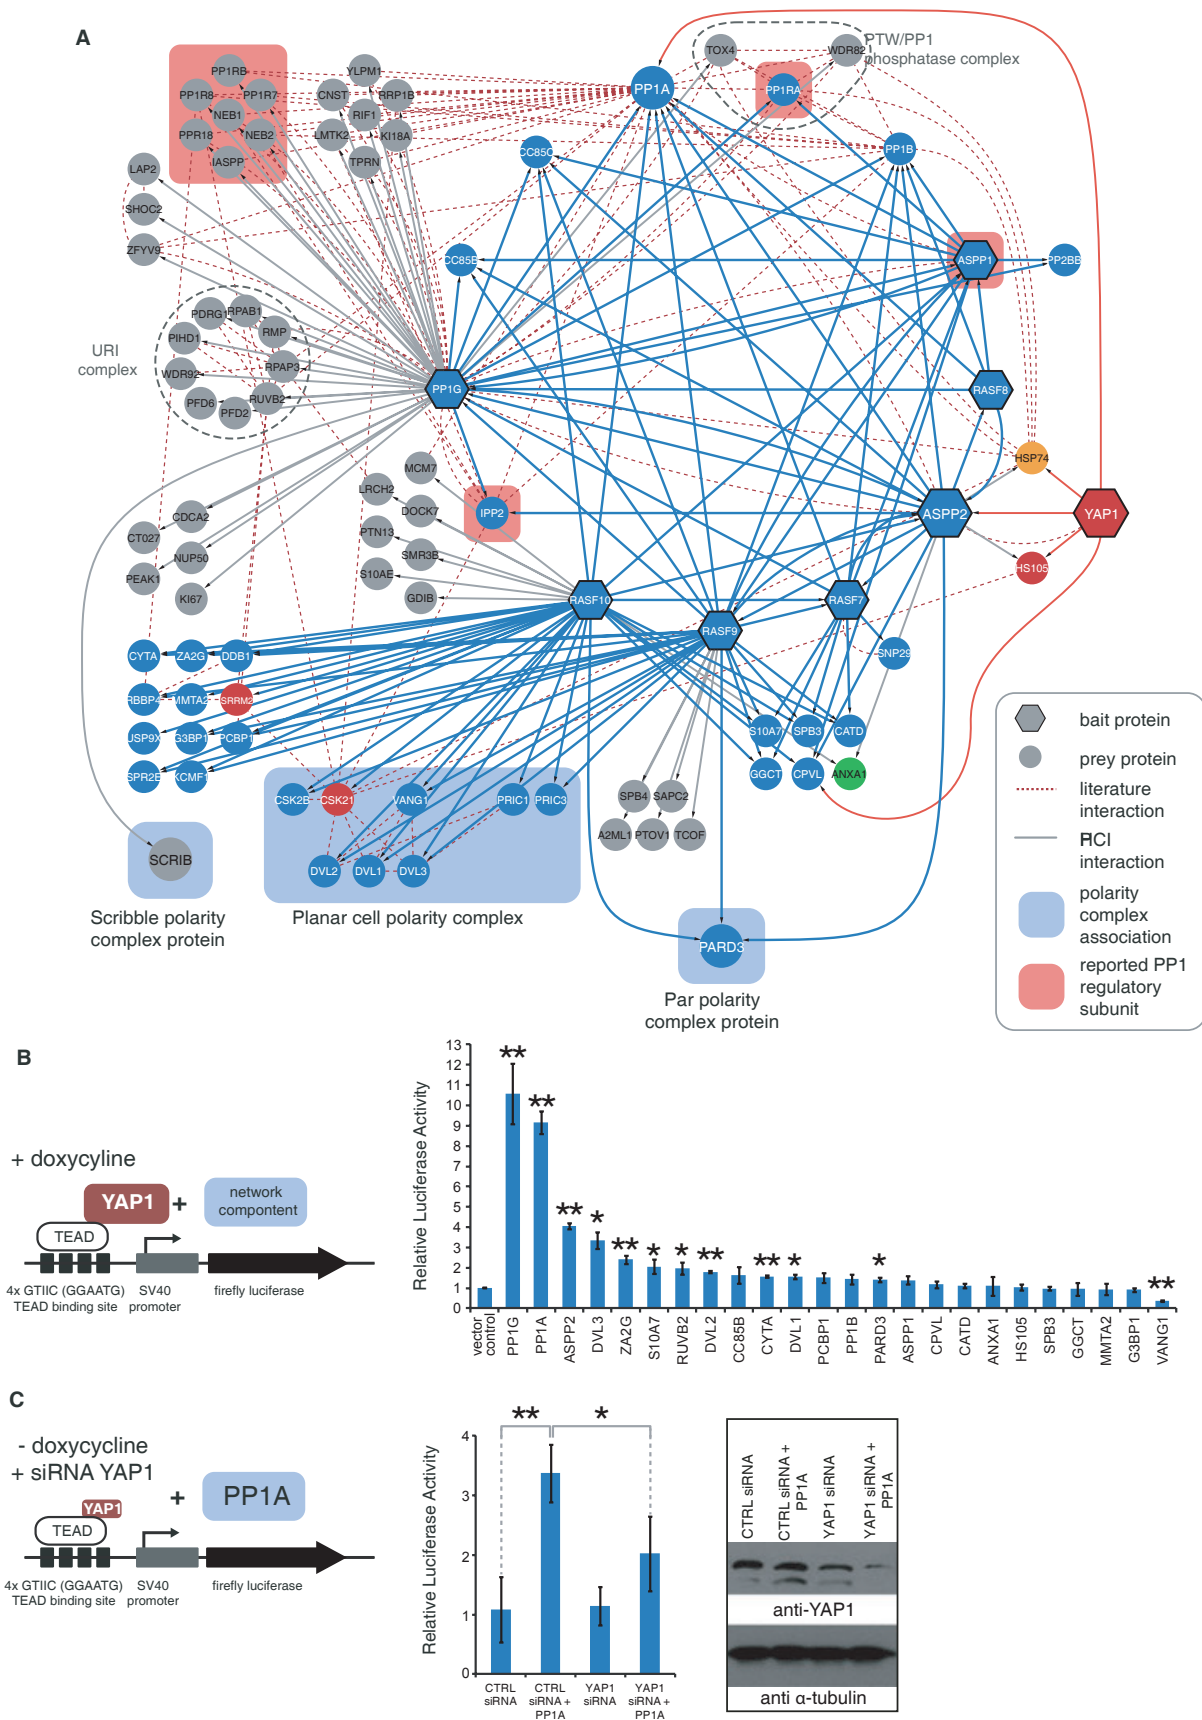 A
PTW/PP1
phosphatase complex
TOX4
WDR82
PP1A
PP1RA
PP1B
PP1RB
PP1R8
PP1R7
NEB1
NEB2
PPR18
IASPP
YLPM1
CNST
RRP1B
RIF1
LMTK2
KI18A
TPRN
CC85C
LAP2
SHOC2
ZFYV9
CC85B
ASPP1
PP2BB
PDRG1
RPAB1
RMP
PIHD1
RPAP3
WDR92
PFD6
PFD2
RUVB2
URI
complex
PP1G
RASF8
HSP74
MCM7
LRCH2
DOCK7
IPP2
PTN13
SMR3B
S10AE
GDIB
ASPP2
YAP1
HS105
CDCA2
CT027
NUP50
PEAK1
KI67
RASF10
RASF9
RASF7
SNP29
CYTA
ZA2G
DDB1
RBBP4
MMTA2
SRRM2
USP9X
G3BP1
PCBP1
SPR2E
KCMF1
S10A7
SPB3
CATD
GGCT
CPVL
ANXA1
SPB4
SAPC2
A2ML1
PTOV1
TCOF
CSK2B
CSK21
VANG1
PRIC1
PRIC3
DVL2
DVL1
DVL3
SCRIB
PARD3
Scribble polarity
complex protein
Planar cell polarity complex
Par polarity
complex protein
bait protein
prey protein
literature
interaction
HCI
interaction
polarity
complex
association
reported PP1
regulatory
subunit
B
+ doxycyline
YAP1
+
network
compontent
TEAD
4x GTIIC (GGAATG)
TEAD binding site
SV40
promoter
firefly luciferase
Relative Luciferase Activity
13
12
11
10
9
8
7
6
5
4
3
2
1
0
** ** ** * ** * * ** ** * * **
vector
control
PP1G
PP1A
ASPP2
DVL3
ZA2G
S10A7
RUVB2
DVL2
CC85B
CYTA
DVL1
PCBP1
PP1B
PARD3
ASPP1
CPVL
CATD
ANXA1
HS105
SPB3
GGCT
MMTA2
G3BP1
VANG1
C
- doxycycline
+ siRNA YAP1
YAP1
+
PP1A
TEAD
4x GTIIC (GGAATG)
TEAD binding site
SV40
promoter
firefly luciferase
Relative Luciferase Activity
4
3
2
1
0
** *
CTRL
siRNA
CTRL
siRNA +
PP1A
YAP1
siRNA
YAP1
siRNA +
PP1A
CTRL siRNA
CTRL siRNA +
PP1A
YAP1 siRNA
YAP1 siRNA +
PP1A
anti-YAP1
anti α-tubulin